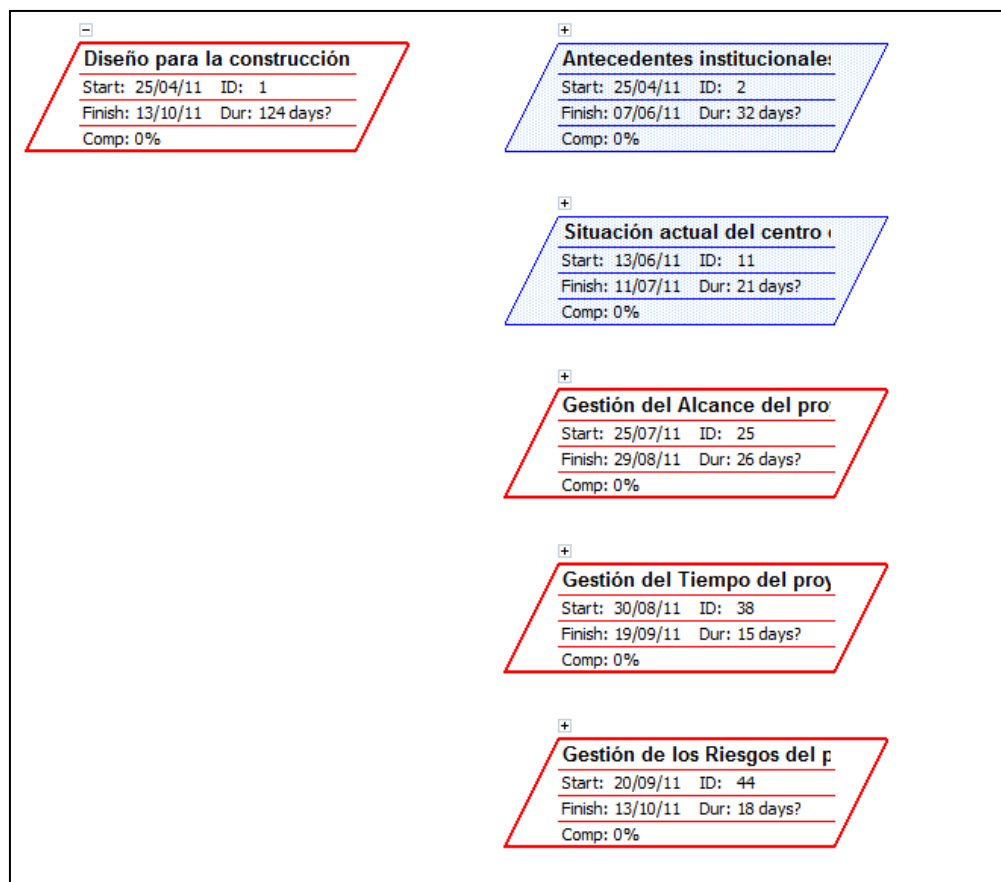 Diseño para la construcción
Start: 25/04/11 ID: 1
Finish: 13/10/11 Dur: 124 days?
Comp: 0%
Antecedentes institucionales
Start: 25/04/11 ID: 2
Finish: 07/06/11 Dur: 32 days?
Comp: 0%
Situación actual del centro
Start: 13/06/11 ID: 11
Finish: 11/07/11 Dur: 21 days?
Comp: 0%
Gestión del Alcance del proy
Start: 25/07/11 ID: 25
Finish: 29/08/11 Dur: 26 days?
Comp: 0%
Gestión del Tiempo del proy
Start: 30/08/11 ID: 38
Finish: 19/09/11 Dur: 15 days?
Comp: 0%
Gestión de los Riesgos del p
Start: 20/09/11 ID: 44
Finish: 13/10/11 Dur: 18 days?
Comp: 0%